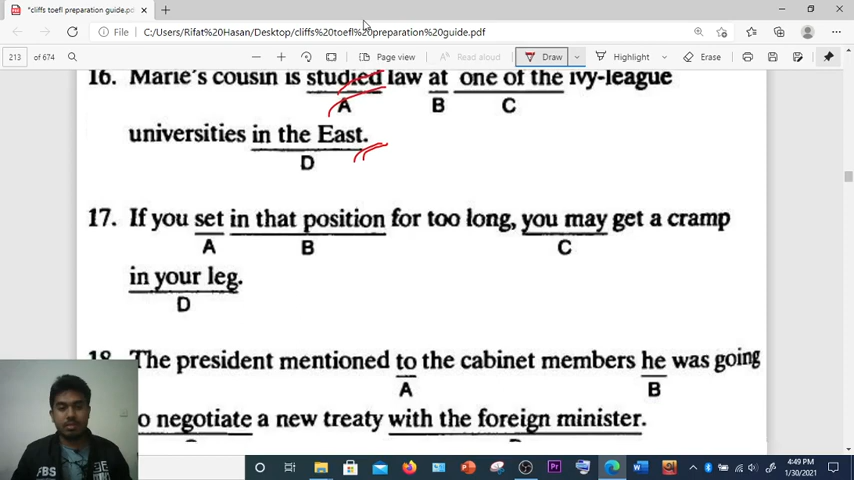 *cliffs toefl preparation guide.pd
File
C:/Users/Rifat%20Hasan/Desktop/cliffs%20toefl%20preparation%20guide.pdf
213 of 674
Page view
Read aloud
Draw
Highlight
Erase
16. Marie's cousin is studied law at one of the ivy-league
A B C
universities in the East.
D
17. If you set in that position for too long, you may get a cramp
A B C
in your leg.
D
18. The president mentioned to the cabinet members he was going
A B
o negotiate a new treaty with the foreign minister.
FBS
4:49 PM
1/30/2021